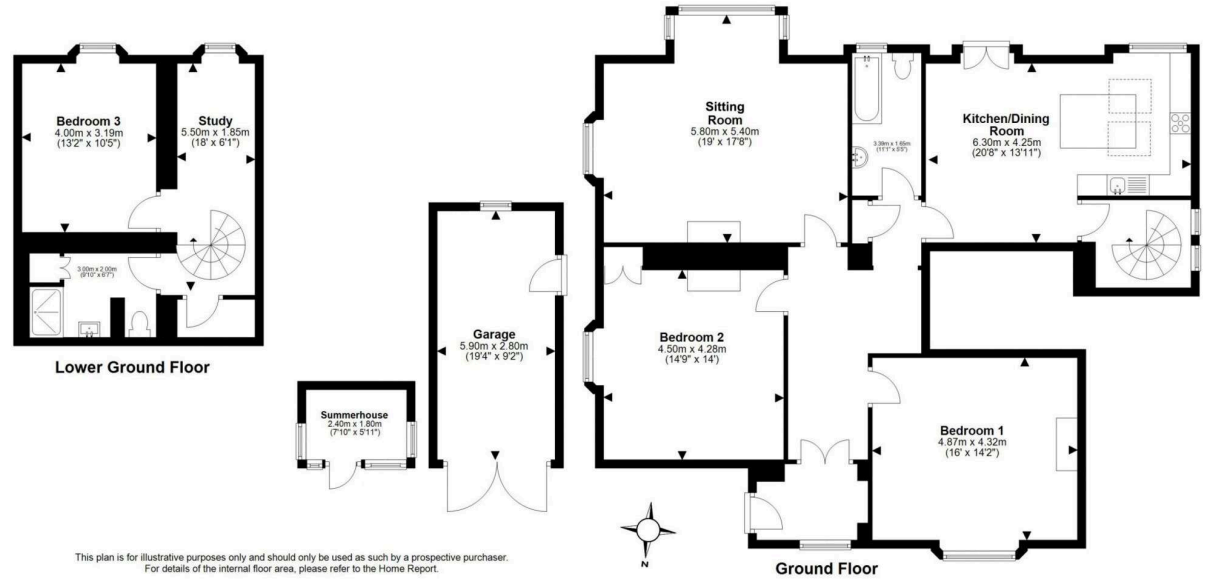 Bedroom 3
4.00m x 3.19m
(13'2" x 10'5")
Study
5.50m x 1.85m
(18' x 6'1")
3.00m x 2.00m
(9'10" x 6'7")
Lower Ground Floor
Summerhouse
2.40m x 1.80m
(7'10" x 5'11")
Garage
5.90m x 2.80m
(19'4" x 9'2")
Sitting
Room
5.80m x 5.40m
(19' x 17'8")
3.39m x 1.65m
(11'1" x 5'5")
Kitchen/Dining
Room
6.30m x 4.25m
(20'8" x 13'11")
Bedroom 2
4.50m x 4.28m
(14'9" x 14')
Bedroom 1
4.87m x 4.32m
(16' x 14'2")
N
Ground Floor
This plan is for illustrative purposes only and should only be used as such by a prospective purchaser.
For details of the internal floor area, please refer to the Home Report.